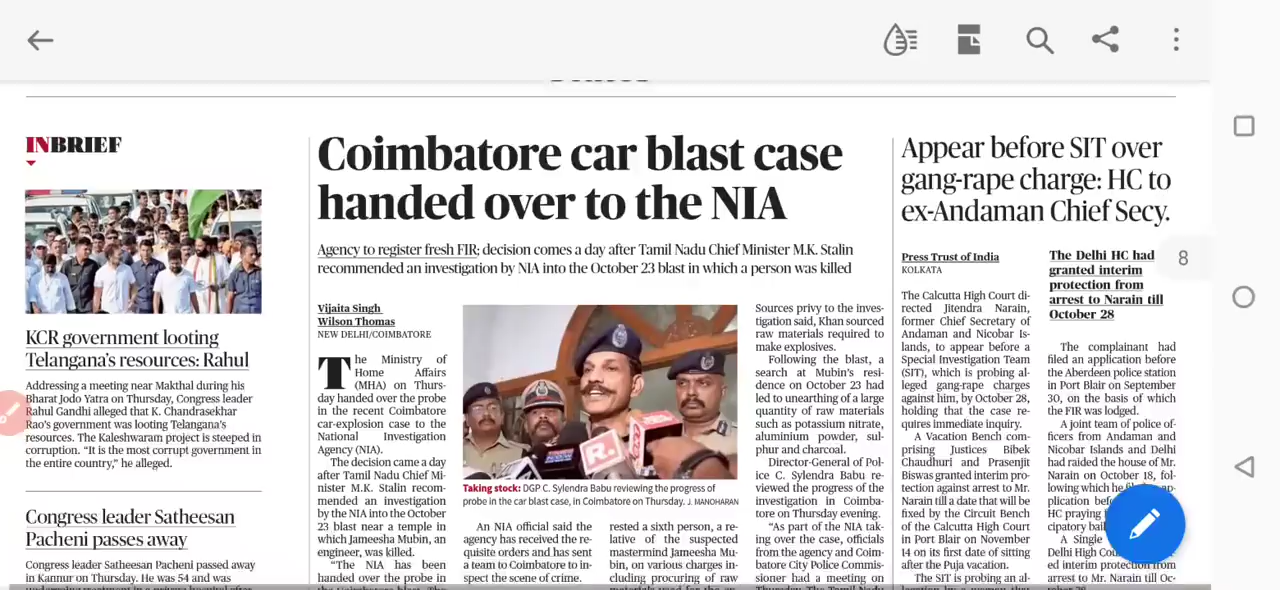 INBRIEF
KCR government looting
Telangana's resources: Rahul
Addressing a meeting near Makthal during his
Bharat Jodo Yatra on Thursday, Congress leader
Rahul Gandhi alleged that K. Chandrasekhar
Rao's government was looting Telangana's
resources. The Kaleshwaram project is steeped in
corruption. "It is the most corrupt government in
the entire country," he alleged.
Congress leader Satheesan
Pacheni passes away
Congress leader Satheesan Pacheni passed away
in Kannur on Thursday. He was 54 and was
Coimbatore car blast case
handed over to the NIA
Agency to register fresh FIR; decision comes a day after Tamil Nadu Chief Minister M.K. Stalin
recommended an investigation by NIA into the October 23 blast in which a person was killed
Vijaita Singh
Wilson Thomas
NEW DELHI/COIMBATORE
The Ministry of
Home Affairs
(MHA) on Thurs-
day handed over the probe
in the recent Coimbatore
car-explosion case to the
National Investigation
Agency (NIA).
The decision came a day
after Tamil Nadu Chief Mi-
nister M.K. Stalin recom-
mended an investigation
by the NIA into the October
23 blast near a temple in
which Jameesha Mubin, an
engineer, was killed.
"The NIA has been
handed over the probe in
R.
Taking stock: DGP C. Sylendra Babu reviewing the progress of
probe in the car blast case, in Coimbatore on Thursday. J. MANOHARAN
An NIA official said the
agency has received the re-
quisite orders and has sent
a team to Coimbatore to in-
spect the scene of crime.
rested a sixth person, a re-
lative of the suspected
mastermind Jameesha Mu-
bin, on various charges in-
cluding procuring of raw
Sources privy to the inves-
tigation said, Khan sourced
raw materials required to
make explosives.
Following the blast, a
search at Mubin's resi-
dence on October 23 had
led to unearthing of a large
quantity of raw materials
such as potassium nitrate,
aluminium powder, sul-
phur and charcoal.
Director-General of Pol-
ice C. Sylendra Babu re-
viewed the progress of the
investigation in Coimba-
tore on Thursday evening.
"As part of the NIA tak-
ing over the case, officials
from the agency and Coim-
batore City Police Commis-
sioner had a meeting on
Appear before SIT over
gang-rape charge: HC to
ex-Andaman Chief Secy.
Press Trust of India
KOLKATA
The Calcutta High Court di-
rected Jitendra Narain,
former Chief Secretary of
Andaman and Nicobar Is-
lands, to appear before a
Special Investigation Team
(SIT), which is probing al-
leged gang-rape charges
against him, by October 28,
holding that the case re-
quires immediate inquiry.
A Vacation Bench com-
prising Justices Bibek
Chaudhuri and Prasenjit
Biswas granted interim pro-
tection against arrest to Mr.
Narain till a date that will be
fixed by the Circuit Bench
of the Calcutta High Court
in Port Blair on November
14 on its first date of sitting
after the Puja vacation.
The SIT is probing an al-
The Delhi HC had
granted interim
protection from
arrest to Narain till
October 28
The complainant had
filed an application before
the Aberdeen police station
in Port Blair on September
30, on the basis of which
the FIR was lodged.
A joint team of police of-
ficers from Andaman and
Nicobar Islands and Delhi
had raided the house of Mr.
Narain on October 18, fol-
lowing which he
plication
HC praying
cipatory bail
A Single
Delhi High
ed interim protection from
arrest to Mr. Narain till Oc-
8